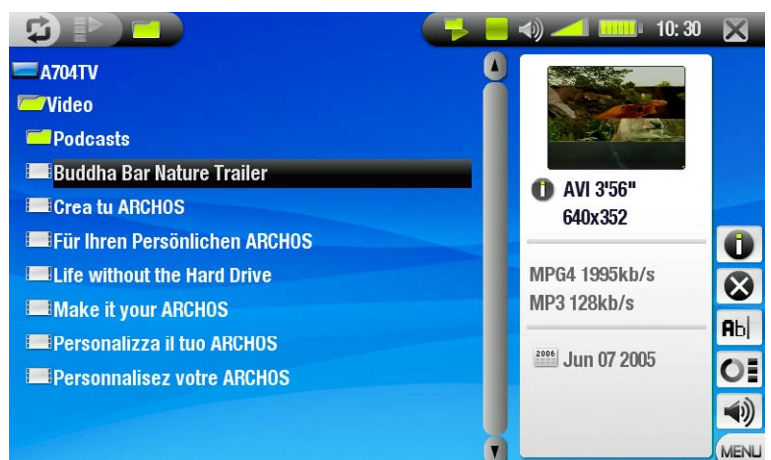 10:30
A704TV
Video
Podcasts
Buddha Bar Nature Trailer
Crea tu ARCHOS
Für Ihren Persönlichen ARCHOS
Life without the Hard Drive
Make it your ARCHOS
Personalizza il tuo ARCHOS
Personnalisez votre ARCHOS
AVI 3'56"
640x352
MPG4 1995kb/s
MP3 128kb/s
2006
Jun 07 2005
Ab|
MENU